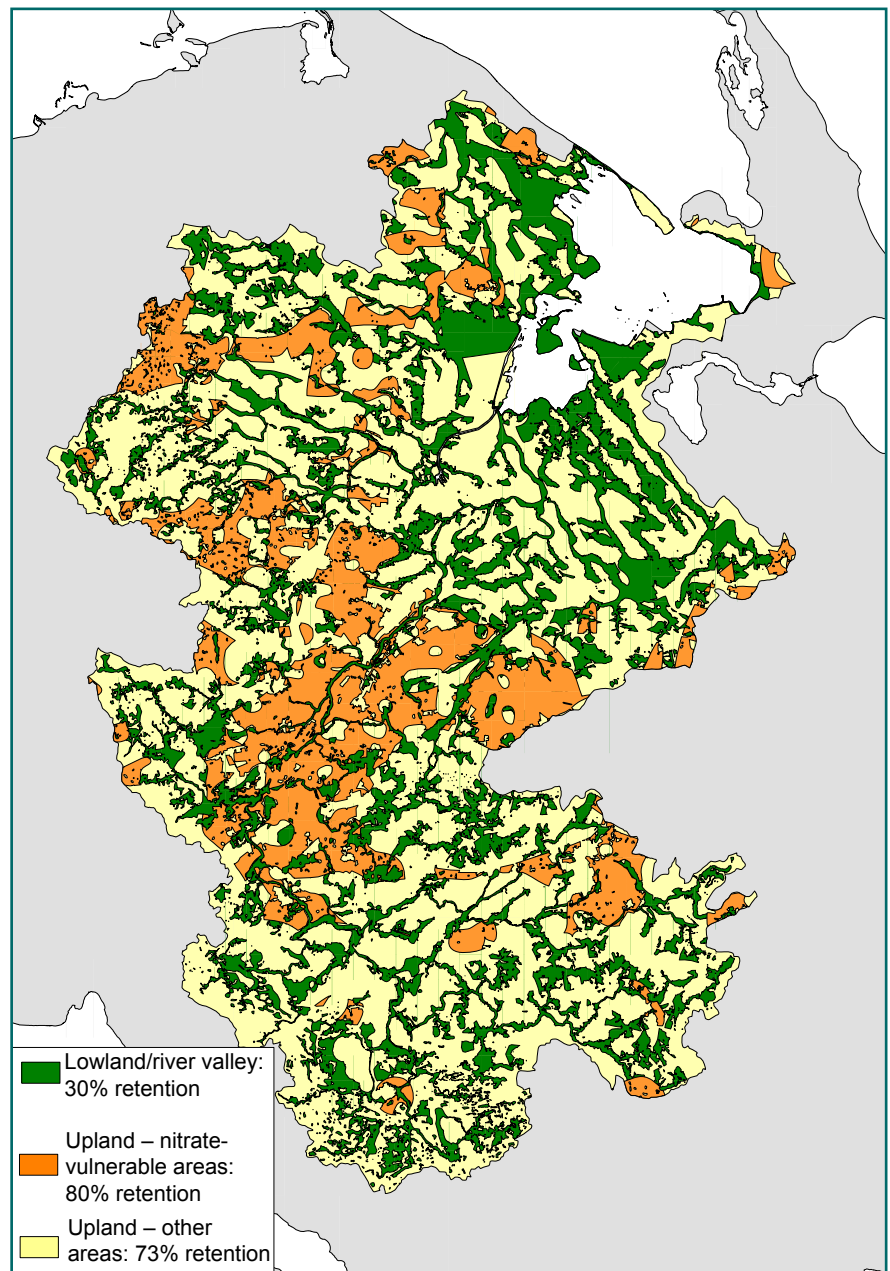 Lowland/river valley:
30% retention
Upland – nitrate-
vulnerable areas:
80% retention
Upland – other
areas: 73% retention